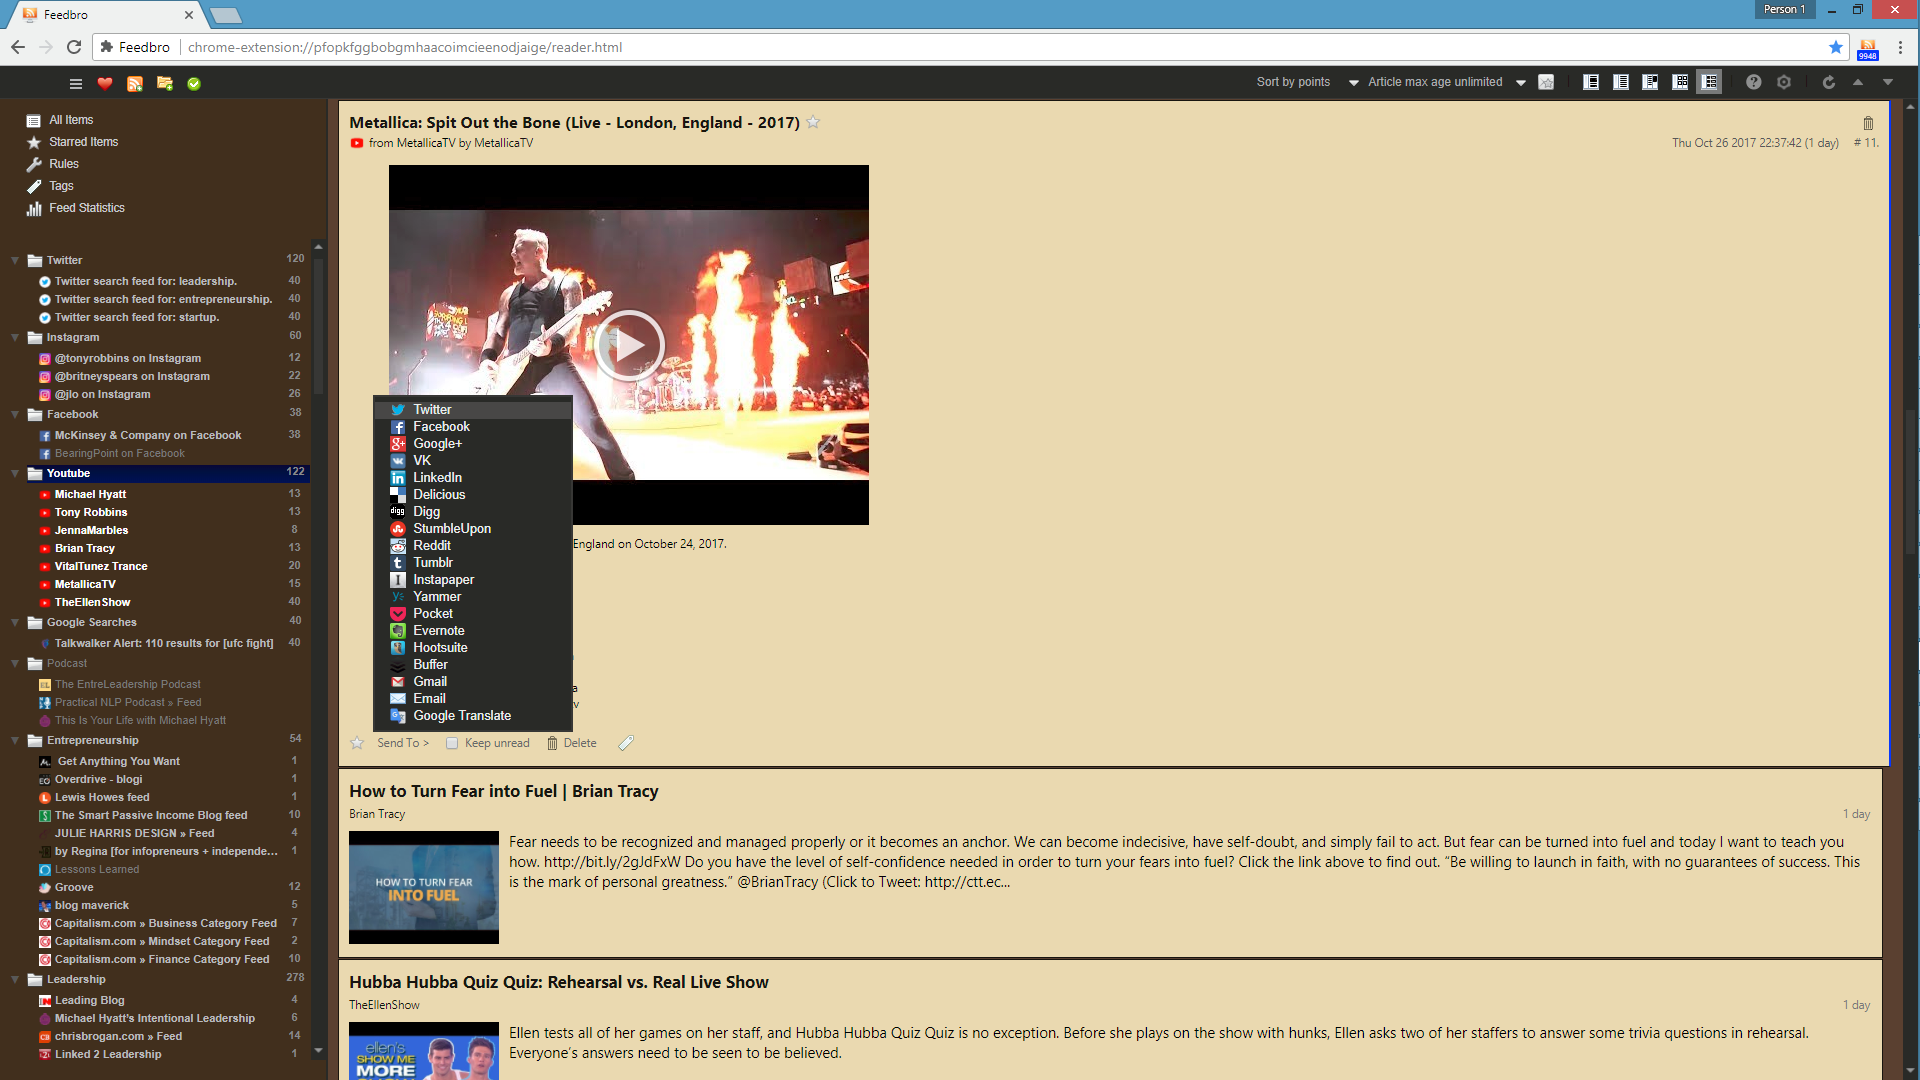 Feedbro
Person 1
Feedbro
chrome-extension://pfopkfggbobgmhaacoimcieenodjaige/reader.html
9948
Sort by points
Article max age unlimited
All Items
Starred Items
Rules
Tags
Feed Statistics
Twitter 120
Twitter search feed for: leadership. 40
Twitter search feed for: entrepreneurship. 40
Twitter search feed for: startup. 40
Instagram 60
@tonyrobbins on Instagram 12
@britneyspears on Instagram 22
@jlo on Instagram 26
Facebook 38
McKinsey & Company on Facebook 38
BearingPoint on Facebook
Youtube 122
Michael Hyatt 13
Tony Robbins 13
JennaMarbles 8
Brian Tracy 13
VitalTunez Trance 20
MetallicaTV 15
TheEllenShow 40
Google Searches 40
Talkwalker Alert: 110 results for [ufc fight] 40
Podcast
The EntreLeadership Podcast
Practical NLP Podcast » Feed
This Is Your Life with Michael Hyatt
Entrepreneurship 54
Get Anything You Want 1
Overdrive - blogi 1
Lewis Howes feed 1
The Smart Passive Income Blog feed 10
JULIE HARRIS DESIGN » Feed 4
by Regina [for infopreneurs + independe... 1
Lessons Learned
Groove 12
blog maverick 5
Capitalism.com » Business Category Feed 7
Capitalism.com » Mindset Category Feed 2
Capitalism.com » Finance Category Feed 10
Leadership 278
Leading Blog 4
Michael Hyatt's Intentional Leadership 6
chrisbrogan.com » Feed 14
Linked 2 Leadership 1
Metallica: Spit Out the Bone (Live - London, England - 2017)
from MetallicaTV by MetallicaTV
Thu Oct 26 2017 22:37:42 (1 day) # 11.
Twitter
Facebook
Google+
VK
LinkedIn
Delicious
Digg
StumbleUpon
Reddit
Tumblr
Instapaper
Yammer
Pocket
Evernote
Hootsuite
Buffer
Gmail
Email
Google Translate
England on October 24, 2017.
a
v
Send To > Keep unread Delete
How to Turn Fear into Fuel | Brian Tracy
Brian Tracy
1 day
HOW TO TURN FEAR
INTO FUEL
Fear needs to be recognized and managed properly or it becomes an anchor. We can become indecisive, have self-doubt, and simply fail to act. But fear can be turned into fuel and today I want to teach you
how. http://bit.ly/2gJdFxW Do you have the level of self-confidence needed in order to turn your fears into fuel? Click the link above to find out. “Be willing to launch in faith, with no guarantees of success. This
is the mark of personal greatness.” @BrianTracy (Click to Tweet: http://ctt.ec...
Hubba Hubba Quiz Quiz: Rehearsal vs. Real Live Show
TheEllenShow
1 day
ellen's
SHOW ME
MORE
Ellen tests all of her games on her staff, and Hubba Hubba Quiz Quiz is no exception. Before she plays on the show with hunks, Ellen asks two of her staffers to answer some trivia questions in rehearsal.
Everyone's answers need to be seen to be believed.